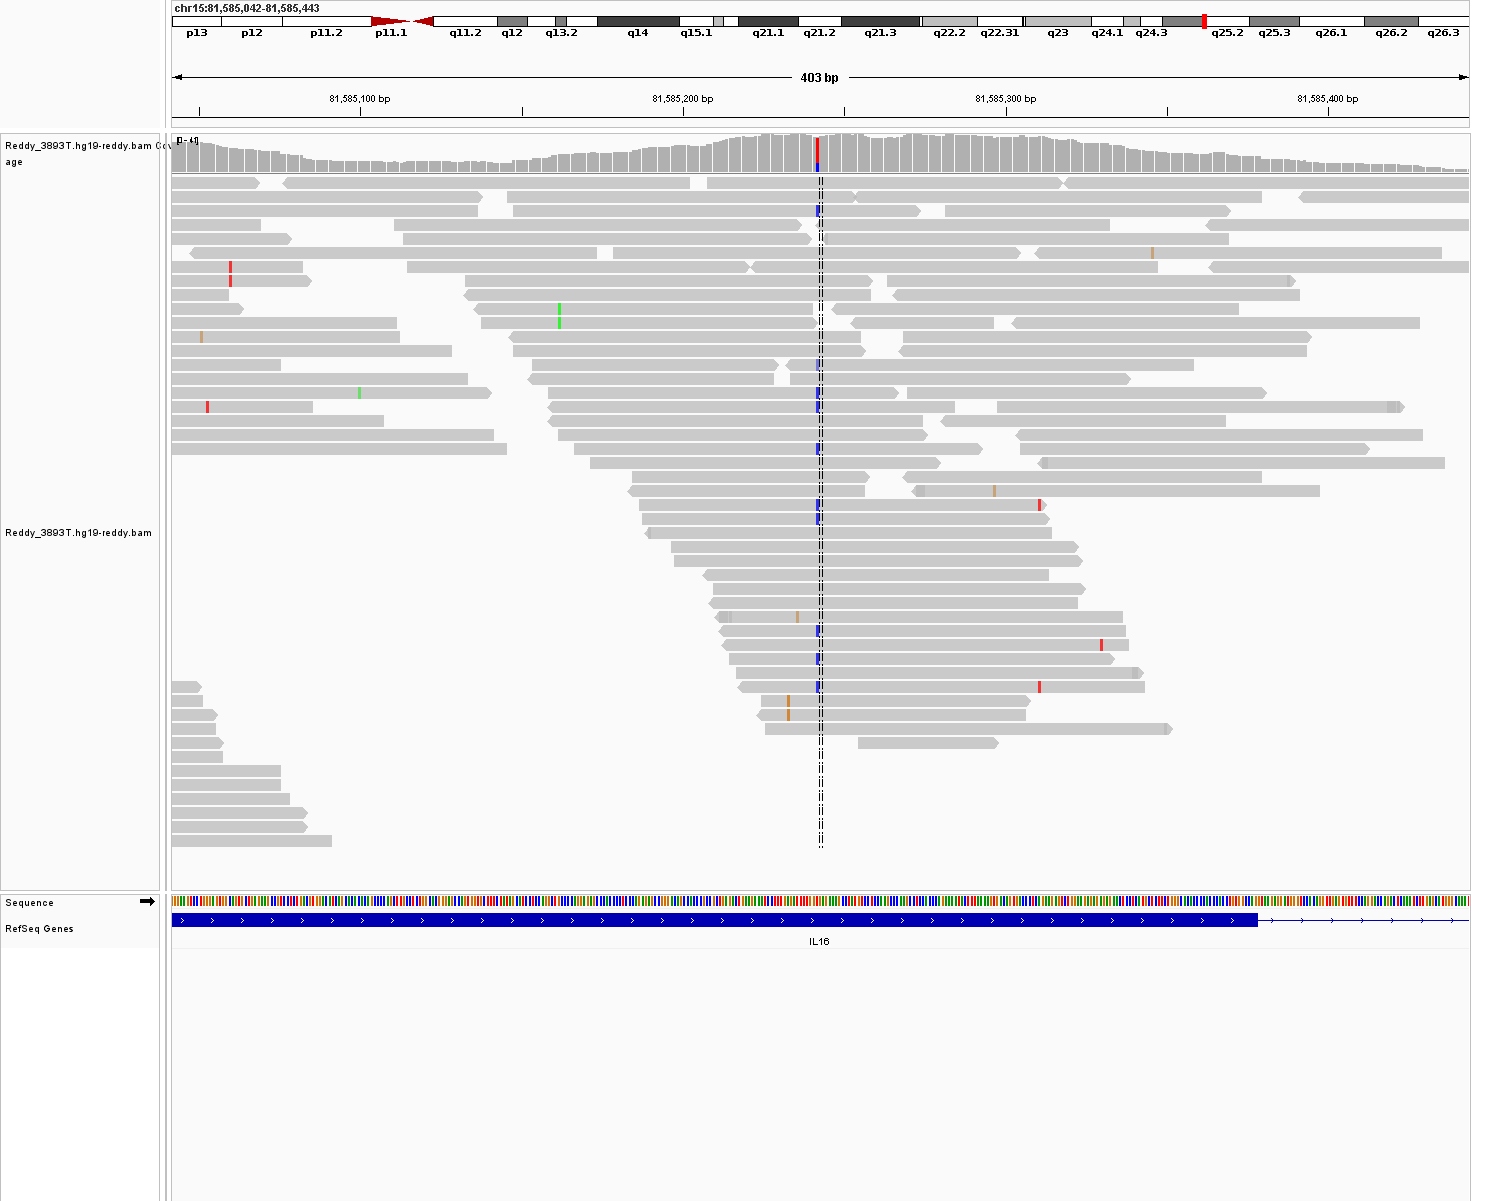 chr15:81,585,042-81,585,443
p13 p12 p11.2 p11.1 q11.2 q12 q13.2 q14 q15.1 q21.1 q21.2 q21.3 q22.2 q22.31 q23 q24.1 q24.3 q25.2 q25.3 q26.1 q26.2 q26.3
403 bp
81,585,100 bp 81,585,200 bp 81,585,300 bp 81,585,400 bp
Reddy_3893T.hg19-reddy.bam Cov
age
Reddy_3893T.hg19-reddy.bam
Sequence
RefSeq Genes
IL16